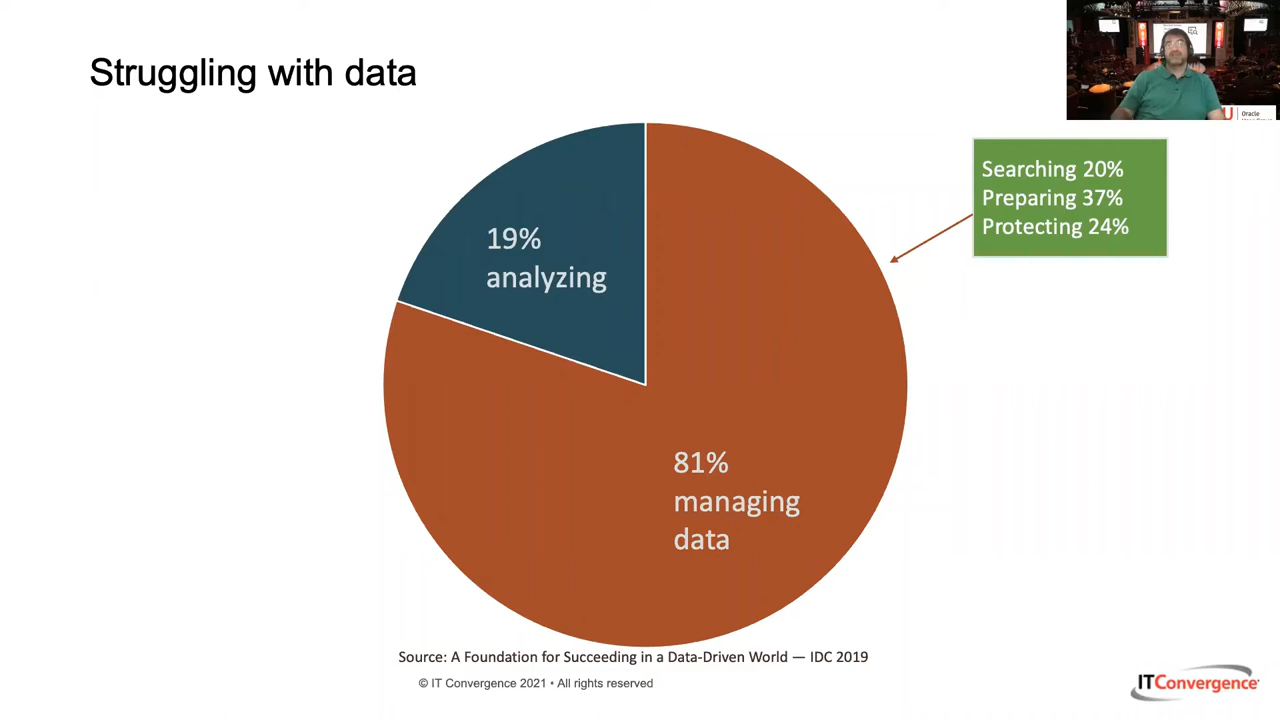 Struggling with data
Oracle
Searching 20%
Preparing 37%
Protecting 24%
19%
analyzing
81%
managing
data
Source: A Foundation for Succeeding in a Data-Driven World — IDC 2019
© IT Convergence 2021 • All rights reserved
ITConvergence